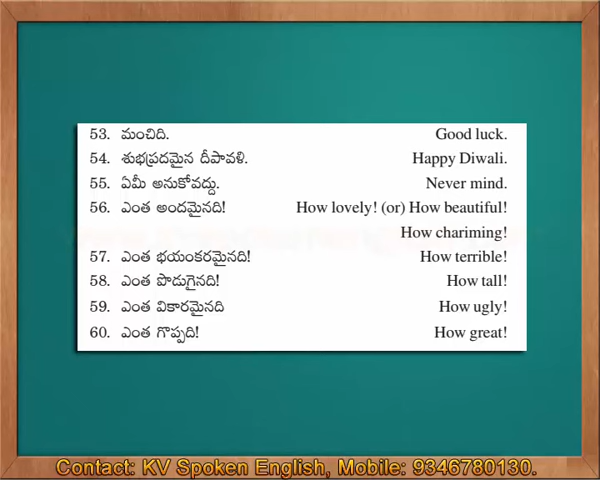 53. మంచిది. Good luck.
54. శుభప్రదమైన దీపావళి. Happy Diwali.
55. ఏమీ అనుకోవద్దు. Never mind.
56. ఎంత అందమైనది! How lovely! (or) How beautiful!
How chariming!
57. ఎంత భయంకరమైనది! How terrible!
58. ఎంత పొడుగైనది! How tall!
59. ఎంత వికారమైనది How ugly!
60. ఎంత గొప్పది! How great!
Contact: KV Spoken English, Mobile: 9346780130.